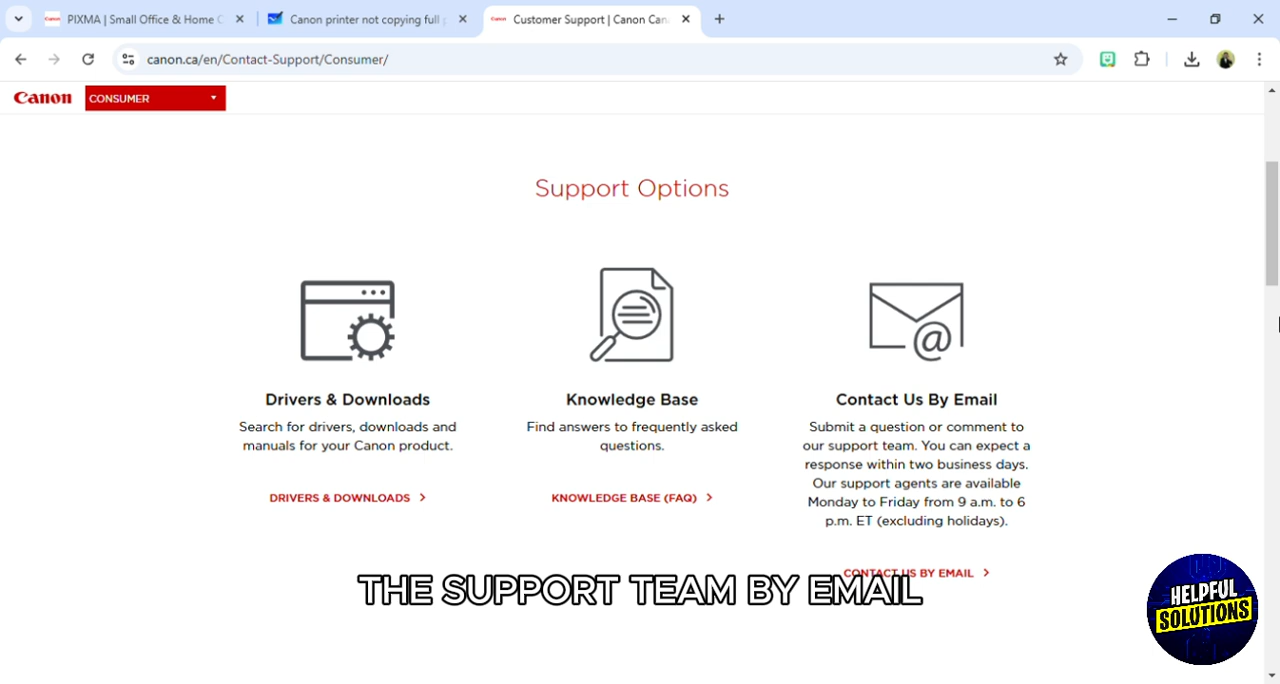 PIXMA | Small Office & Home C
Canon printer not copying full p
Customer Support | Canon Can
canon.ca/en/Contact-Support/Consumer/
Canon
CONSUMER
Support Options
Drivers & Downloads
Search for drivers, downloads and
manuals for your Canon product.
DRIVERS & DOWNLOADS
Knowledge Base
Find answers to frequently asked
questions.
KNOWLEDGE BASE (FAQ)
Contact Us By Email
Submit a question or comment to
our support team. You can expect a
response within two business days.
Our support agents are available
Monday to Friday from 9 a.m. to 6
p.m. ET (excluding holidays).
CONTACT US BY EMAIL
THE SUPPORT TEAM BY EMAIL
HELPFUL
SOLUTIONS